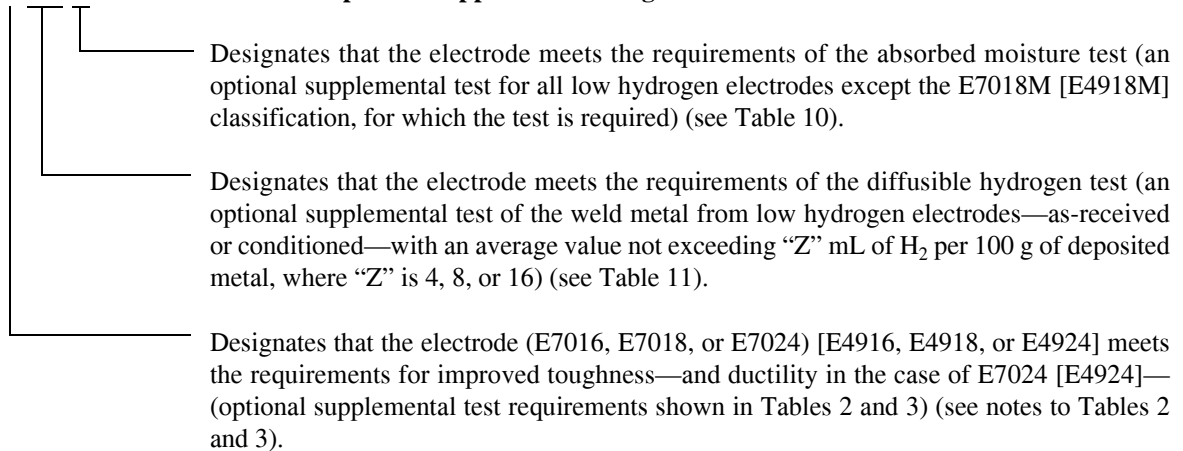 Designates that the electrode meets the requirements of the absorbed moisture test (an
optional supplemental test for all low hydrogen electrodes except the E7018M [E4918M]
classification, for which the test is required) (see Table 10).
Designates that the electrode meets the requirements of the diffusible hydrogen test (an
optional supplemental test of the weld metal from low hydrogen electrodes—as-received
or conditioned—with an average value not exceeding “Z” mL of H₂ per 100 g of deposited
metal, where “Z” is 4, 8, or 16) (see Table 11).
Designates that the electrode (E7016, E7018, or E7024) [E4916, E4918, or E4924] meets
the requirements for improved toughness—and ductility in the case of E7024 [E4924]—
(optional supplemental test requirements shown in Tables 2 and 3) (see notes to Tables 2
and 3).